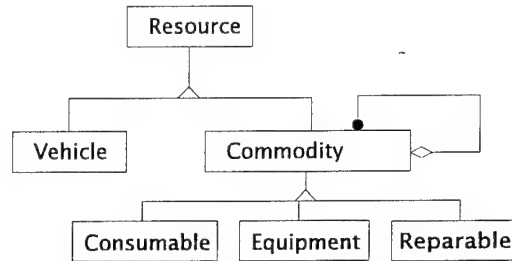 Resource
Vehicle
Commodity
Consumable
Equipment
Reparable